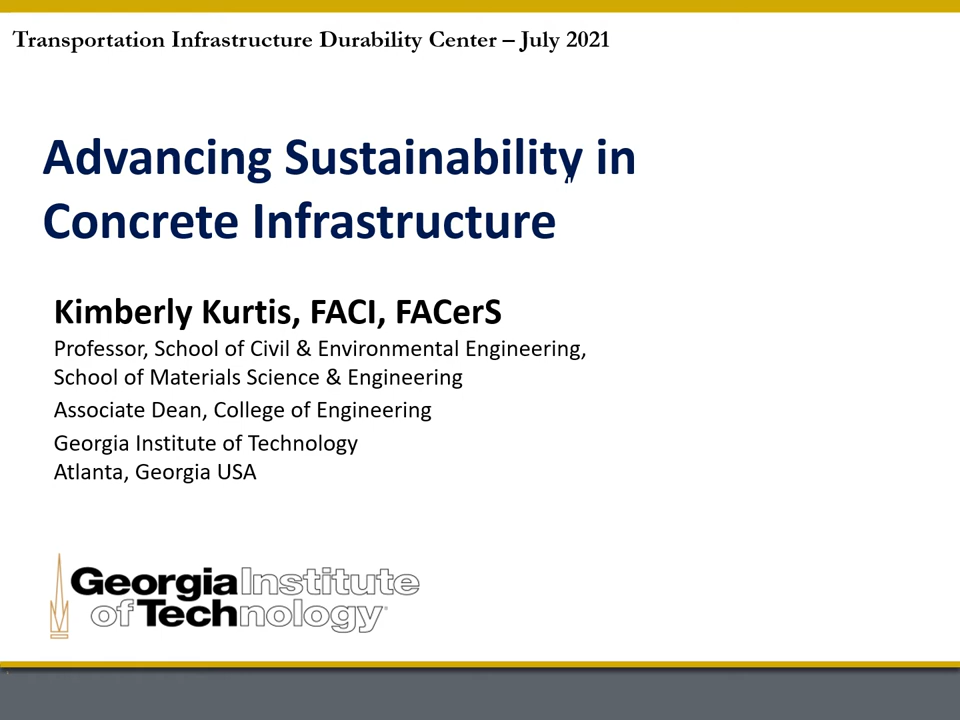 Transportation Infrastructure Durability Center – July 2021
Advancing Sustainability in
Concrete Infrastructure
Kimberly Kurtis, FACI, FACerS
Professor, School of Civil & Environmental Engineering,
School of Materials Science & Engineering
Associate Dean, College of Engineering
Georgia Institute of Technology
Atlanta, Georgia USA
Georgia Institute
of Technology